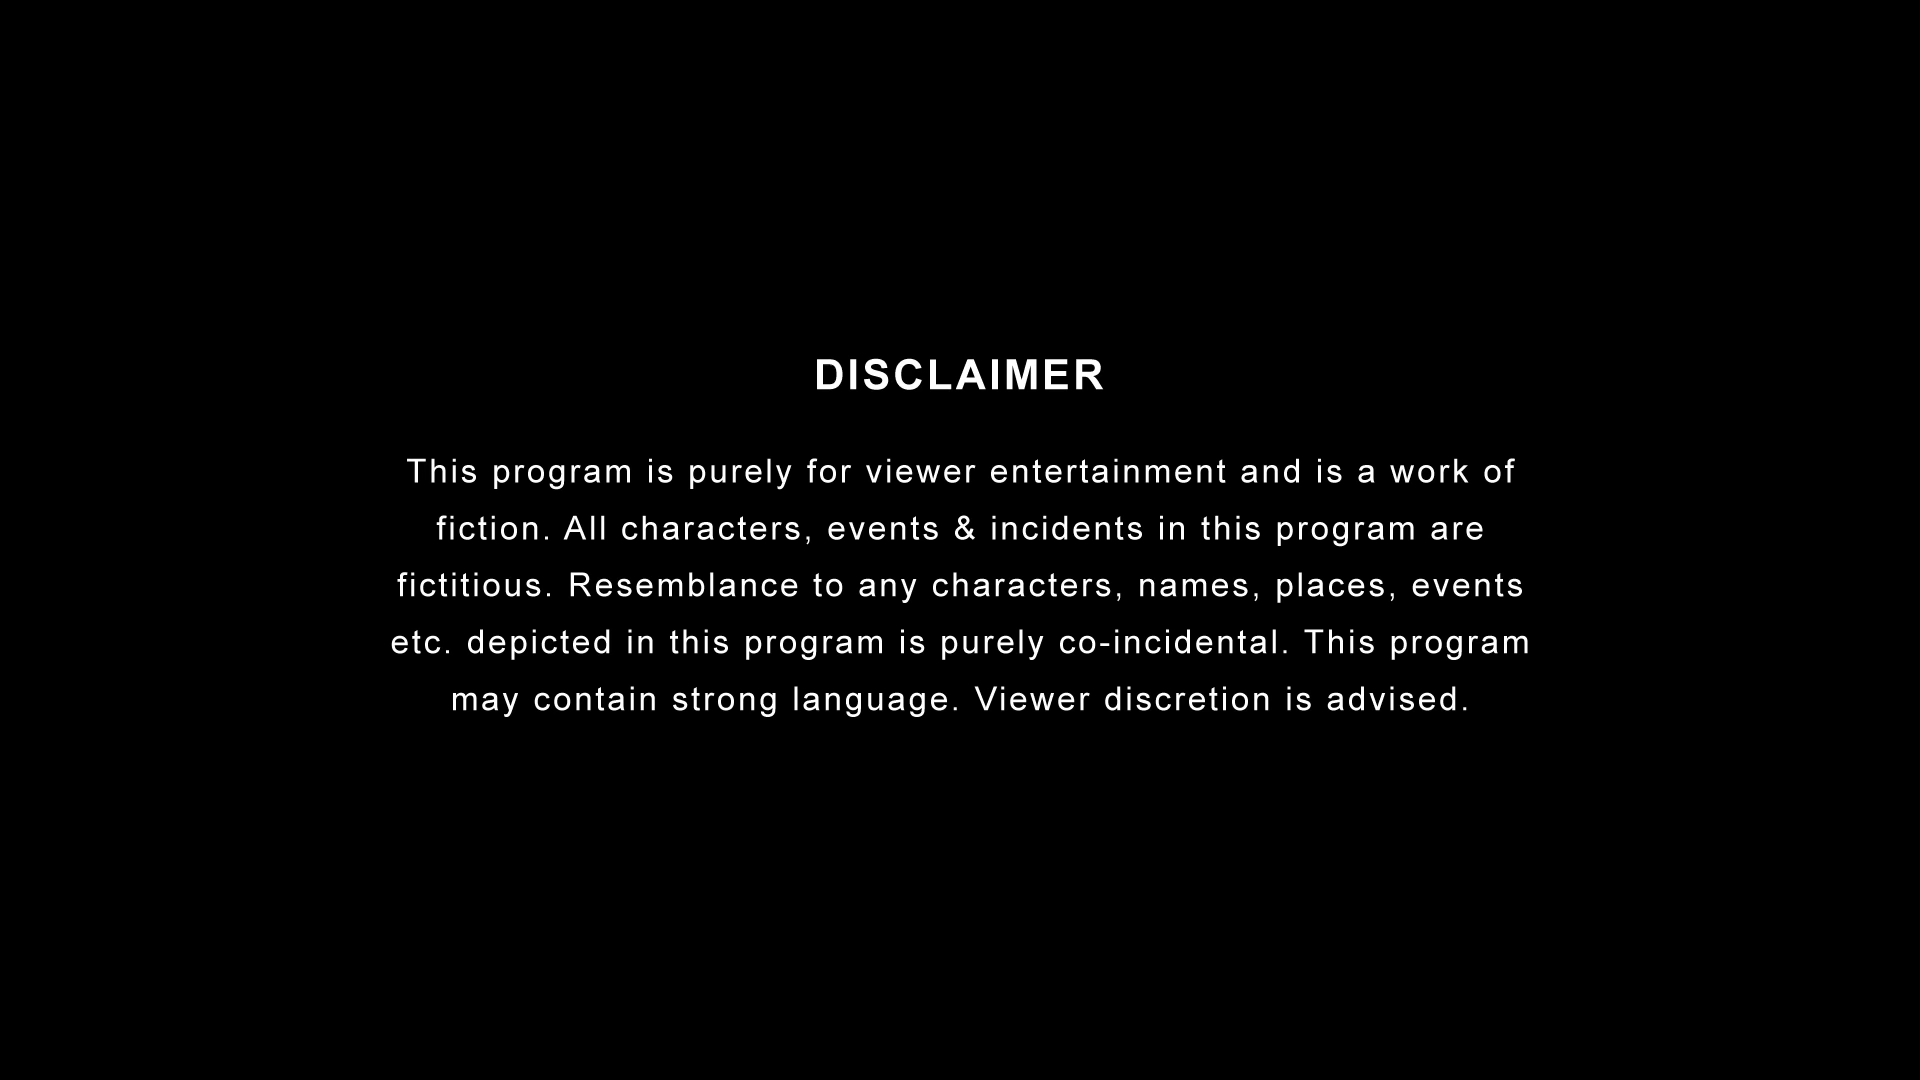 DISCLAIMER
This program is purely for viewer entertainment and is a work of
fiction. All characters, events & incidents in this program are
fictitious. Resemblance to any characters, names, places, events
etc. depicted in this program is purely co-incidental. This program
may contain strong language. Viewer discretion is advised.